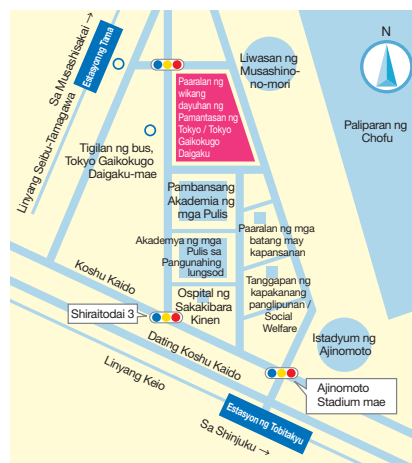 Sa Musashisakai →
Estasyon ng Tama
Linyang Seibu-Tamagawa
Tigilan ng bus,
Tokyo Gaikokugo
Daigaku-mae
Paaralan ng
wikang
dayuhan ng
Pamantasan ng
Tokyo / Tokyo
Gaikokugo
Daigaku
Liwasan ng
Musashino-
no-mori
N
Paliparan ng
Chofu
Pambansang
Akademia ng
mga Pulis
Akademya ng mga
Pulis sa
Pangunahing
lungsod
Paaralan ng mga
batang may
kapansanan
Tanggapan ng
kapakanang
panglipunan /
Social
Welfare
Ospital ng
Sakakibara
Kinen
Koshu Kaido
Shiraitodai 3
Dating Koshu Kaido
Linyang Keio
Istadyum ng
Ajinomoto
Ajinomoto
Stadium mae
Estasyon ng Tobitakyu
Sa Shinjuku →